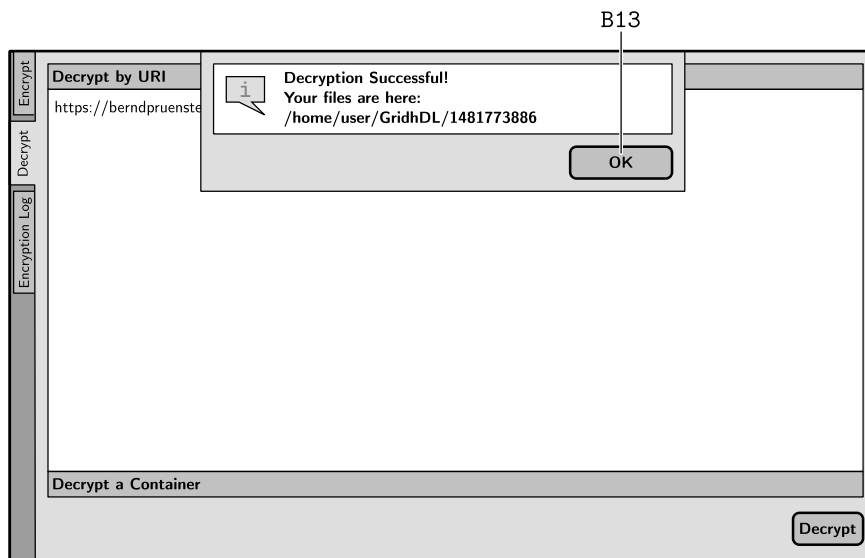 B13
Encrypt
Decrypt
Encryption Log
Decrypt by URI
https://berndpruenste
Decryption Successful!
Your files are here:
/home/user/GridhDL/1481773886
OK
Decrypt a Container
Decrypt